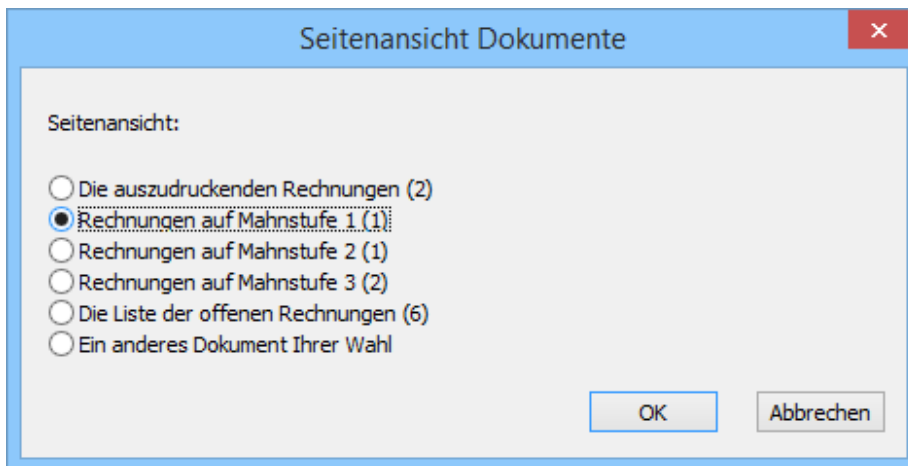 Seitenansicht Dokumente
Seitenansicht:
Die auszudruckenden Rechnungen (2)
Rechnungen auf Mahnstufe 1 (1)
Rechnungen auf Mahnstufe 2 (1)
Rechnungen auf Mahnstufe 3 (2)
Die Liste der offenen Rechnungen (6)
Ein anderes Dokument Ihrer Wahl
OK Abbrechen